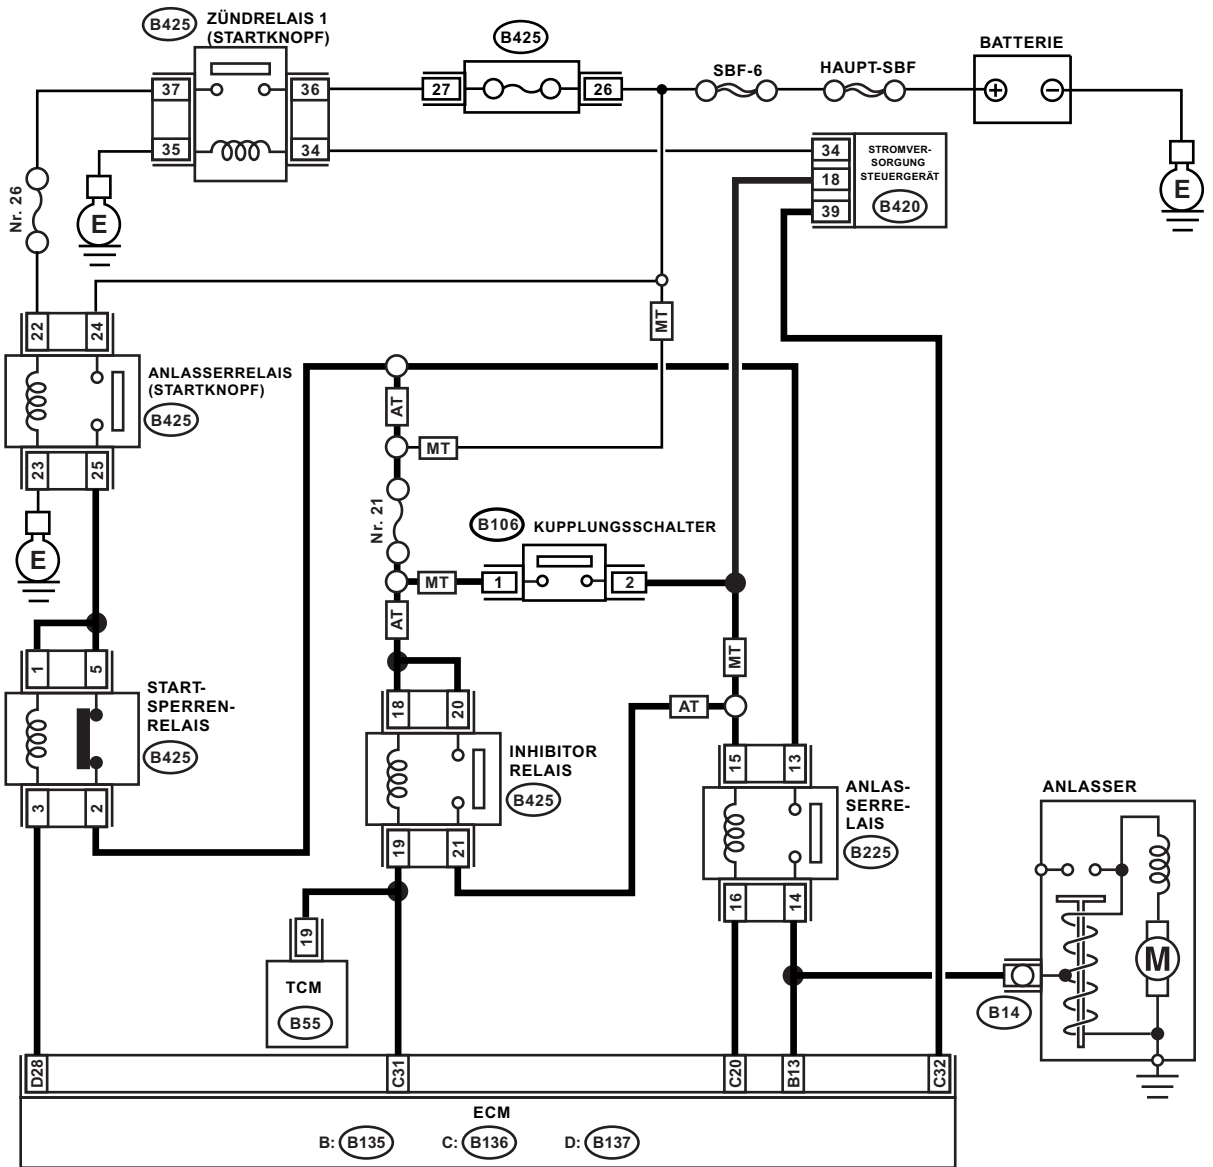 B425
ZÜNDRELAIS 1
(STARTKNOPF)
B425
SBF-6
HAUPT-SBF
BATTERIE
37
36
27
26
+
−
35
34
34
18
39
STROMVER-
SORGUNG
STEUERGERÄT
B420
E
E
Nr. 26
22
24
MT
ANLASSERRELAIS
(STARTKNOPF)
B425
AT
MT
23
25
Nr. 21
B106
KUPPLUNGSSCHALTER
E
MT
1
2
AT
1
5
MT
START-
SPERREN-
RELAIS
B425
18
20
AT
INHIBITOR
RELAIS
B425
15
13
3
2
ANLAS-
SERRE-
LAIS
B225
ANLASSER
19
21
16
14
19
TCM
B55
M
B14
D28
C31
C20
B13
C32
ECM
B: B135 C: B136 D: B137